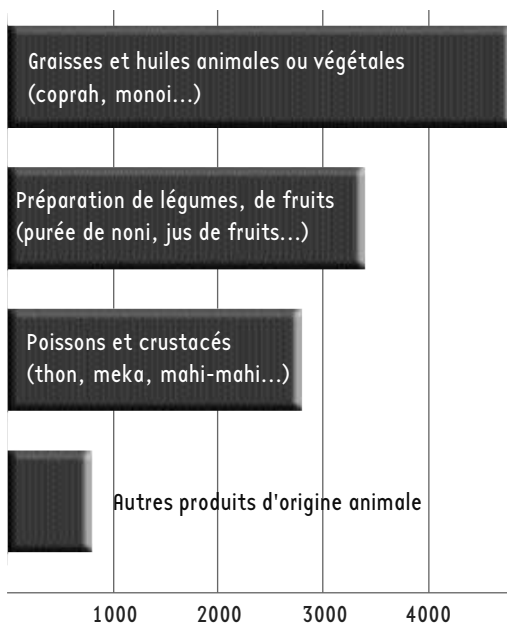 Graisses et huiles animales ou végétales
(coprah, monoi...)
Préparation de légumes, de fruits
(purée de noni, jus de fruits...)
Poissons et crustacés
(thon, meka, mahi-mahi...)
Autres produits d'origine animale
1000 2000 3000 4000